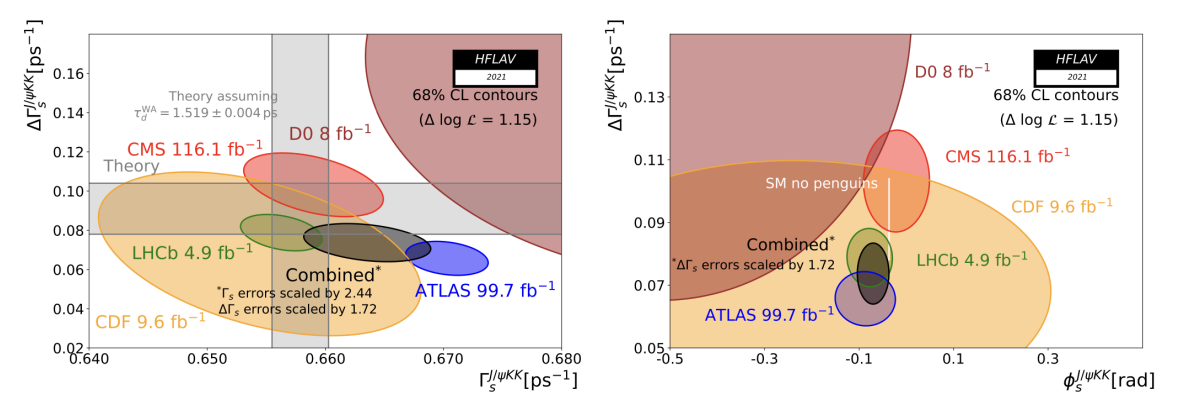 ΔΓ_s^{J/ψKK}[ps⁻¹]
0.16
0.14
0.12
0.10
0.08
0.06
0.04
0.02
HFLAV
2021
68% CL contours
(Δ log ℒ = 1.15)
Theory assuming
τ_d^{WA} = 1.519 ± 0.004 ps
D0 8 fb⁻¹
CMS 116.1 fb⁻¹
Theory
LHCb 4.9 fb⁻¹
Combined*
*Γ_s errors scaled by 2.44
ΔΓ_s errors scaled by 1.72
ATLAS 99.7 fb⁻¹
CDF 9.6 fb⁻¹
0.640 0.650 0.660 0.670 0.680
Γ_s^{J/ψKK}[ps⁻¹]
ΔΓ_s^{J/ψKK}[ps⁻¹]
0.13
0.11
0.09
0.07
0.05
HFLAV
2021
D0 8 fb⁻¹
68% CL contours
(Δ log ℒ = 1.15)
CMS 116.1 fb⁻¹
SM no penguins
CDF 9.6 fb⁻¹
Combined*
*ΔΓ_s errors scaled by 1.72
LHCb 4.9 fb⁻¹
ATLAS 99.7 fb⁻¹
-0.5 -0.3 -0.1 0.1 0.3
ϕ_s^{J/ψKK}[rad]